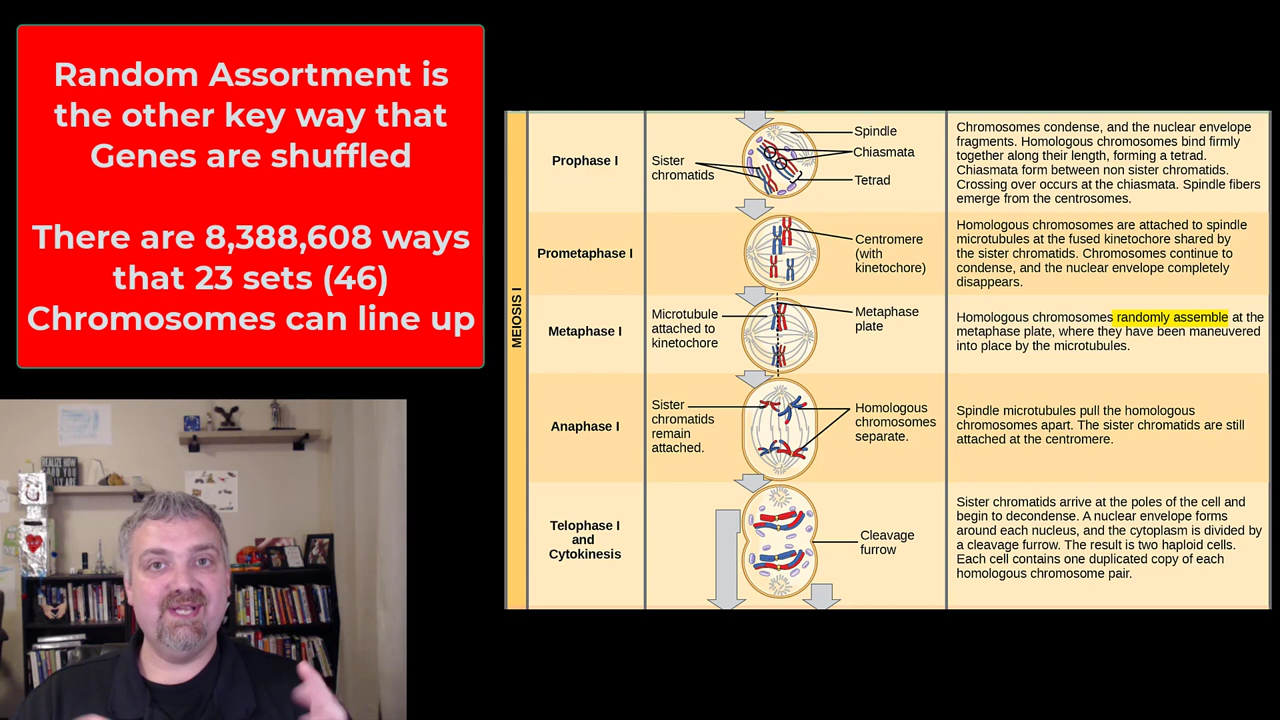 Random Assortment is
the other key way that
Genes are shuffled
There are 8,388,608 ways
that 23 sets (46)
Chromosomes can line up
MEIOSIS I
Prophase I
Sister
chromatids
Spindle
Chiasmata
Tetrad
Chromosomes condense, and the nuclear envelope
fragments. Homologous chromosomes bind firmly
together along their length, forming a tetrad.
Chiasmata form between non sister chromatids.
Crossing over occurs at the chiasmata. Spindle fibers
emerge from the centrosomes.
Prometaphase I
Centromere
(with
kinetochore)
Homologous chromosomes are attached to spindle
microtubules at the fused kinetochore shared by
the sister chromatids. Chromosomes continue to
condense, and the nuclear envelope completely
disappears.
Metaphase I
Microtubule
attached to
kinetochore
Metaphase
plate
Homologous chromosomes randomly assemble at the
metaphase plate, where they have been maneuvered
into place by the microtubules.
Anaphase I
Sister
chromatids
remain
attached.
Homologous
chromosomes
separate.
Spindle microtubules pull the homologous
chromosomes apart. The sister chromatids are still
attached at the centromere.
Telophase I
and
Cytokinesis
Cleavage
furrow
Sister chromatids arrive at the poles of the cell and
begin to decondense. A nuclear envelope forms
around each nucleus, and the cytoplasm is divided by
a cleavage furrow. The result is two haploid cells.
Each cell contains one duplicated copy of each
homologous chromosome pair.
REALIZE HOW
GOOD YOU
G